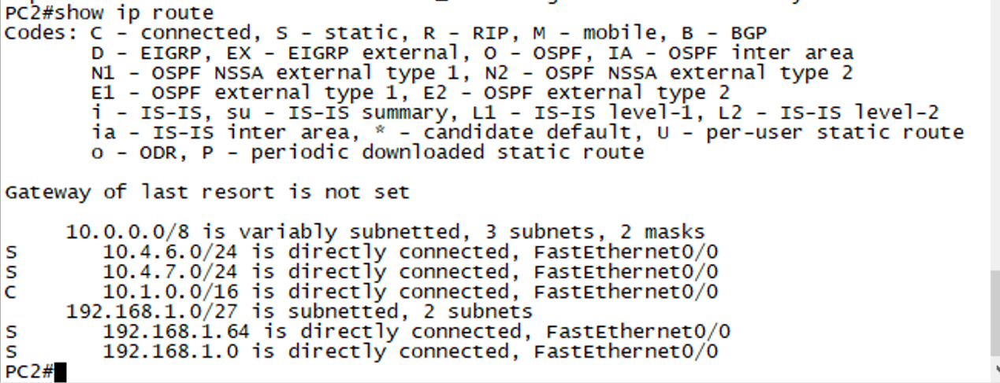 PC2#show ip route
Codes: C - connected, S - static, R - RIP, M - mobile, B - BGP
D - EIGRP, EX - EIGRP external, O - OSPF, IA - OSPF inter area
N1 - OSPF NSSA external type 1, N2 - OSPF NSSA external type 2
E1 - OSPF external type 1, E2 - OSPF external type 2
i - IS-IS, su - IS-IS summary, L1 - IS-IS level-1, L2 - IS-IS level-2
ia - IS-IS inter area, * - candidate default, U - per-user static route
o - ODR, P - periodic downloaded static route
Gateway of last resort is not set
10.0.0.0/8 is variably subnetted, 3 subnets, 2 masks
S 10.4.6.0/24 is directly connected, FastEthernet0/0
S 10.4.7.0/24 is directly connected, FastEthernet0/0
C 10.1.0.0/16 is directly connected, FastEthernet0/0
192.168.1.0/27 is subnetted, 2 subnets
S 192.168.1.64 is directly connected, FastEthernet0/0
S 192.168.1.0 is directly connected, FastEthernet0/0
PC2#